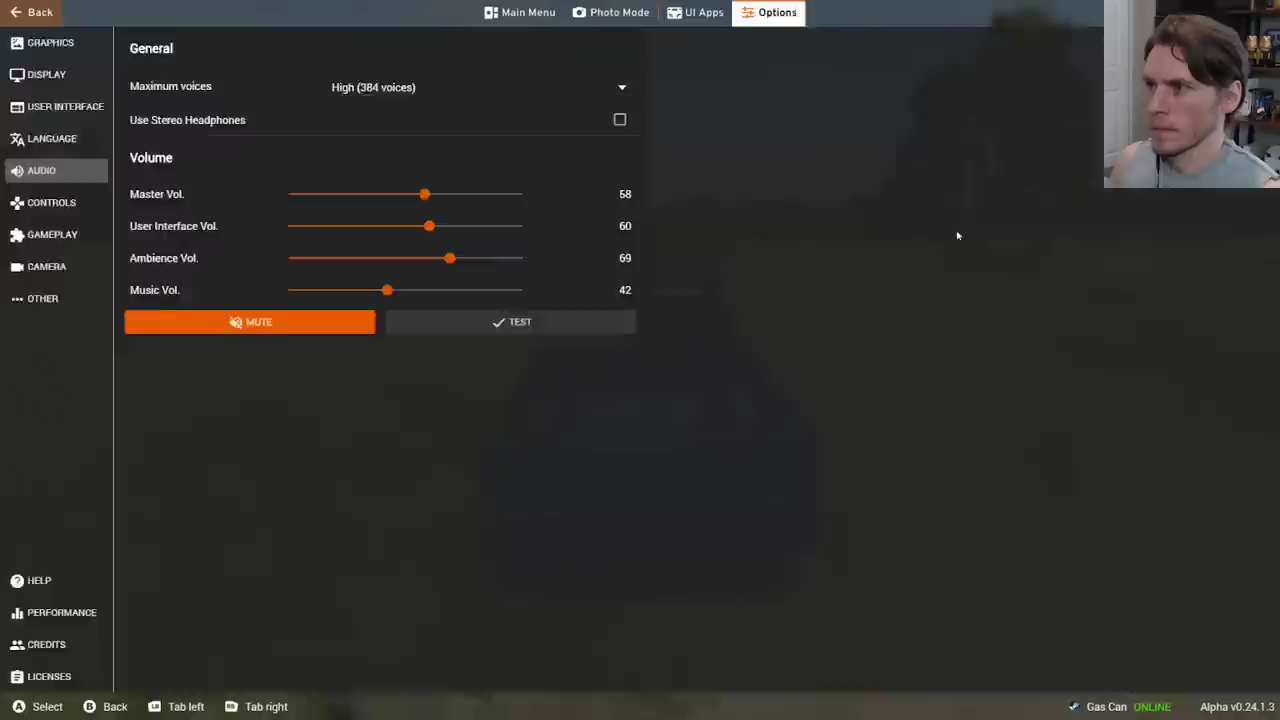 Back
Main Menu
Photo Mode
UI Apps
Options
GRAPHICS
DISPLAY
USER INTERFACE
LANGUAGE
AUDIO
CONTROLS
GAMEPLAY
CAMERA
OTHER
HELP
PERFORMANCE
CREDITS
LICENSES
General
Maximum voices High (384 voices)
Use Stereo Headphones
Volume
Master Vol. 58
User Interface Vol. 60
Ambience Vol. 69
Music Vol. 42
MUTE
TEST
A Select B Back LB Tab left RB Tab right
Gas Can ONLINE Alpha v0.24.1.3